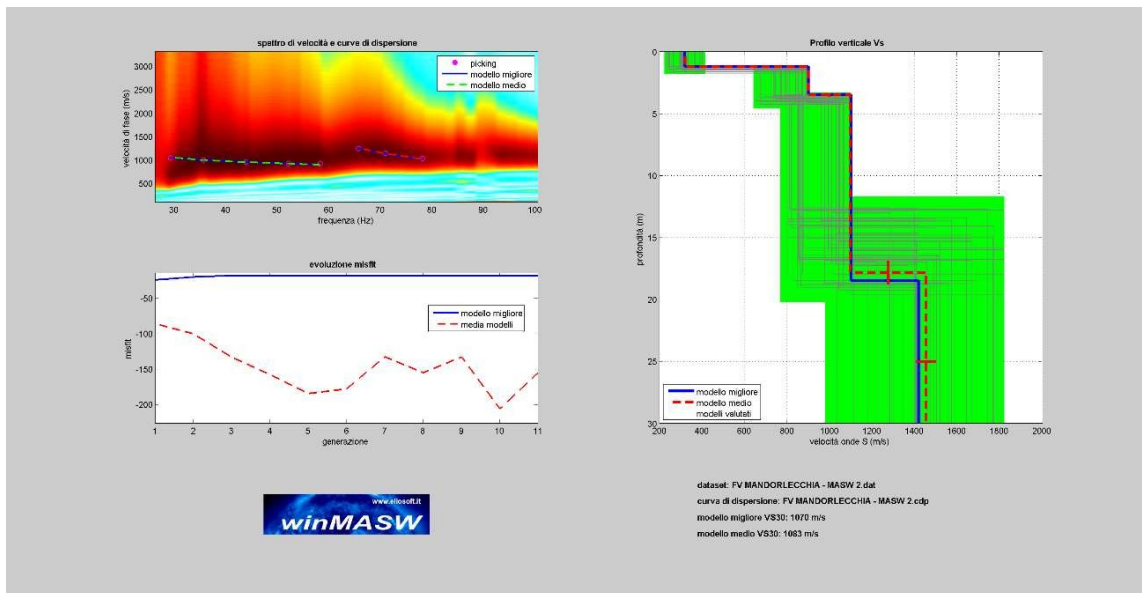 spettro di velocità e curve di dispersione
velocità di fase (m/s)
3000
2500
2000
1500
1000
500
picking
modello migliore
modello medio
30 40 50 60 70 80 90 100
frequenza (Hz)
evoluzione misfit
misfit
-50
-100
-150
-200
modello migliore
media modelli
1 2 3 4 5 6 7 8 9 10 11
generazione
www.eliosoft.it
winMASW
Profilo verticale Vs
profondità (m)
0
5
10
15
20
25
30
modello migliore
modello medio
modelli valutati
200 400 600 800 1000 1200 1400 1600 1800 2000
velocità onde S (m/s)
dataset: FV MANDORLECCHIA - MASW 2.dat
curva di dispersione: FV MANDORLECCHIA - MASW 2.cdp
modello migliore VS30: 1070 m/s
modello medio VS30: 1083 m/s